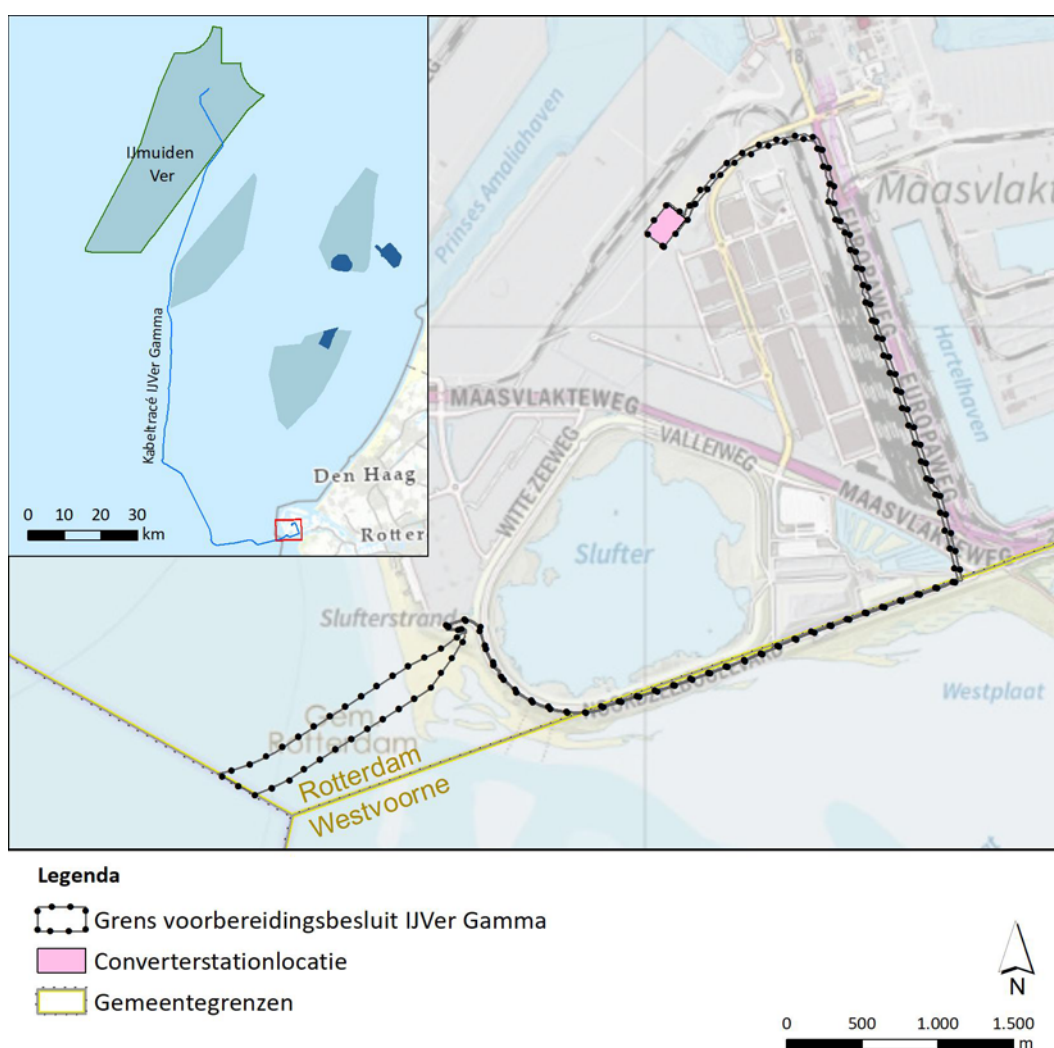 IJmuiden
Ver
Kabeltracé IJVer Gamma
Den Haag
Rotter
0 10 20 30
km
18
Prinses Amaliahaven
Maasvlakt
EUROPAWEG
EUROPAWEG
Hartelhaven
MAASVLAKTEWEG
VALLEIWEG
WITTE ZEEWEG
MAASVLAKTEWEG
Slufter
Slufterstrand
NOORDZEEBOULEVARD
Westplaat
Gem
Rotterdam
Rotterdam
Westvoorne
Legenda
Grens voorbereidingsbesluit IJVer Gamma
Converterstationlocatie
Gemeentegrenzen
N
0 500 1.000 1.500
m